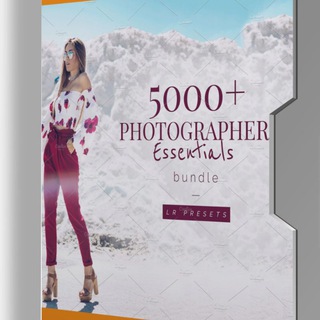 5000+
PHOTOGRAPHER
Essentials
bundle
LR PRESETS